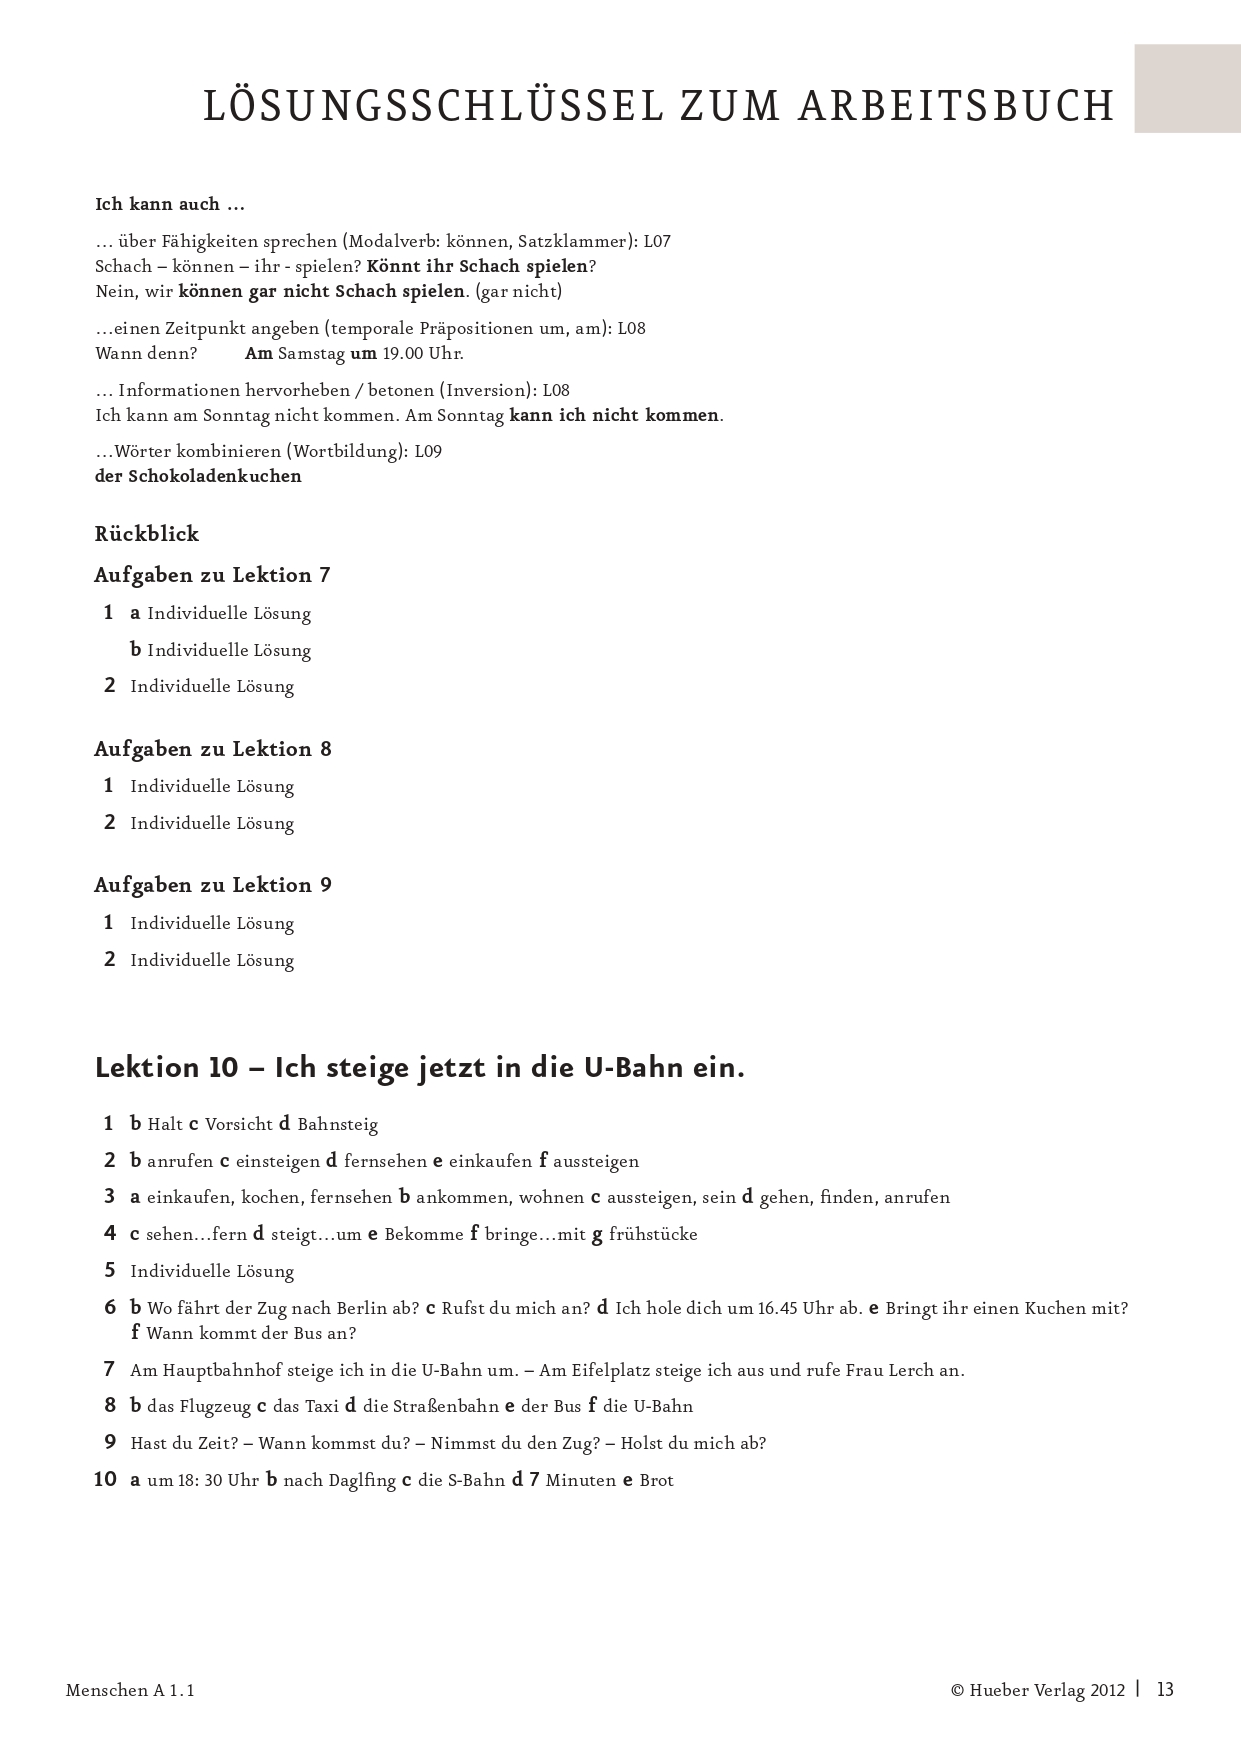 LÖSUNGSSCHLÜSSEL ZUM ARBEITSBUCH
Ich kann auch …
… über Fähigkeiten sprechen (Modalverb: können, Satzklammer): L07
Schach – können – ihr - spielen? Könnt ihr Schach spielen?
Nein, wir können gar nicht Schach spielen. (gar nicht)
…einen Zeitpunkt angeben (temporale Präpositionen um, am): L08
Wann denn? Am Samstag um 19.00 Uhr.
… Informationen hervorheben / betonen (Inversion): L08
Ich kann am Sonntag nicht kommen. Am Sonntag kann ich nicht kommen.
…Wörter kombinieren (Wortbildung): L09
der Schokoladenkuchen
Rückblick
Aufgaben zu Lektion 7
1 a Individuelle Lösung
b Individuelle Lösung
2 Individuelle Lösung
Aufgaben zu Lektion 8
1 Individuelle Lösung
2 Individuelle Lösung
Aufgaben zu Lektion 9
1 Individuelle Lösung
2 Individuelle Lösung
Lektion 10 – Ich steige jetzt in die U-Bahn ein.
1 b Halt c Vorsicht d Bahnsteig
2 b anrufen c einsteigen d fernsehen e einkaufen f aussteigen
3 a einkaufen, kochen, fernsehen b ankommen, wohnen c aussteigen, sein d gehen, finden, anrufen
4 c sehen…fern d steigt…um e Bekomme f bringe…mit g frühstücke
5 Individuelle Lösung
6 b Wo fährt der Zug nach Berlin ab? c Rufst du mich an? d Ich hole dich um 16.45 Uhr ab. e Bringt ihr einen Kuchen mit?
f Wann kommt der Bus an?
7 Am Hauptbahnhof steige ich in die U-Bahn um. – Am Eifelplatz steige ich aus und rufe Frau Lerch an.
8 b das Flugzeug c das Taxi d die Straßenbahn e der Bus f die U-Bahn
9 Hast du Zeit? – Wann kommst du? – Nimmst du den Zug? – Holst du mich ab?
10 a um 18: 30 Uhr b nach Daglfing c die S-Bahn d 7 Minuten e Brot
Menschen A 1.1 © Hueber Verlag 2012 | 13